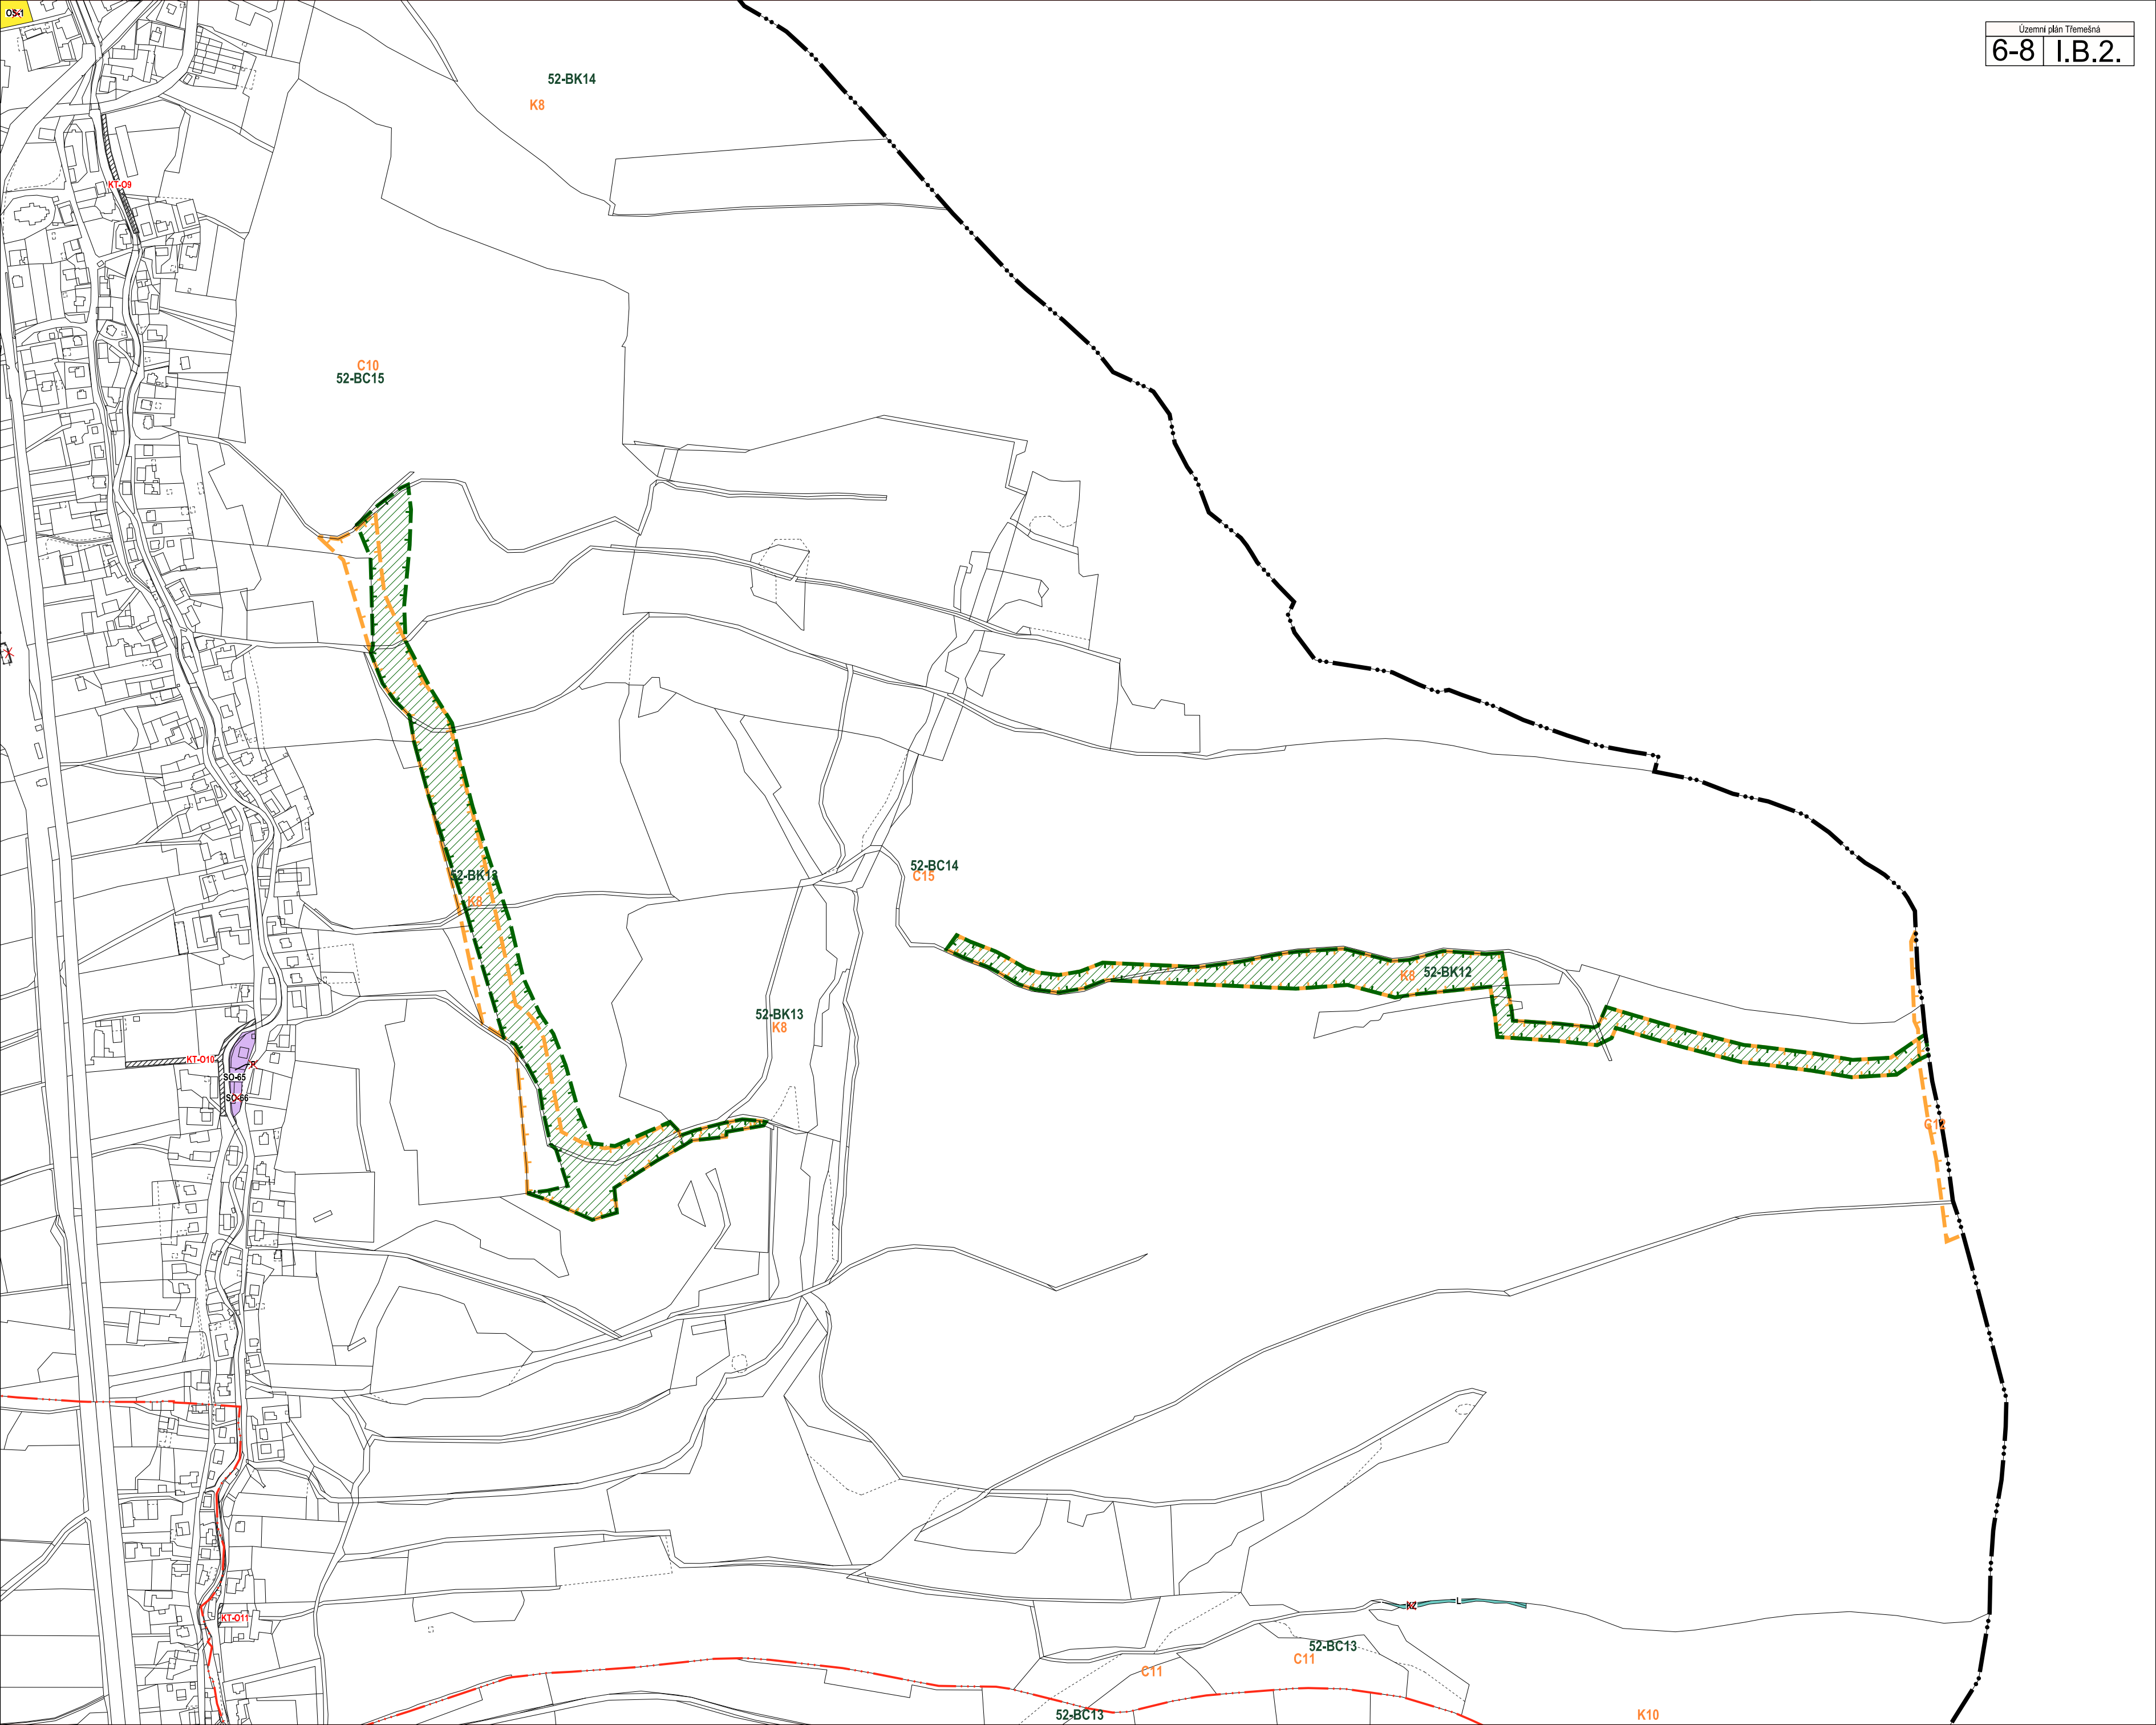 Územní plán Třemešná
6-8 I.B.2.
52-BK14
K8
KT-O9
C10
52-BC15
52-BC14
C15
52-BK13
K8
K8 52-BK12
52-BK13
K8
KT-O10
SO-65
SO-66
C12
KZ
L
KT-O11
52-BC13
C11
C11
52-BC13
K10